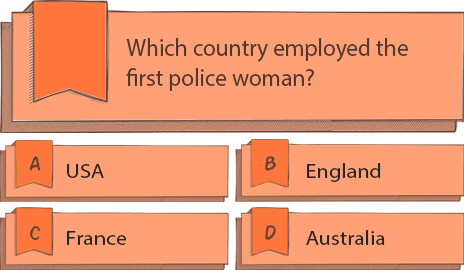 Which country employed the
first police woman?
A USA
B England
C France
D Australia